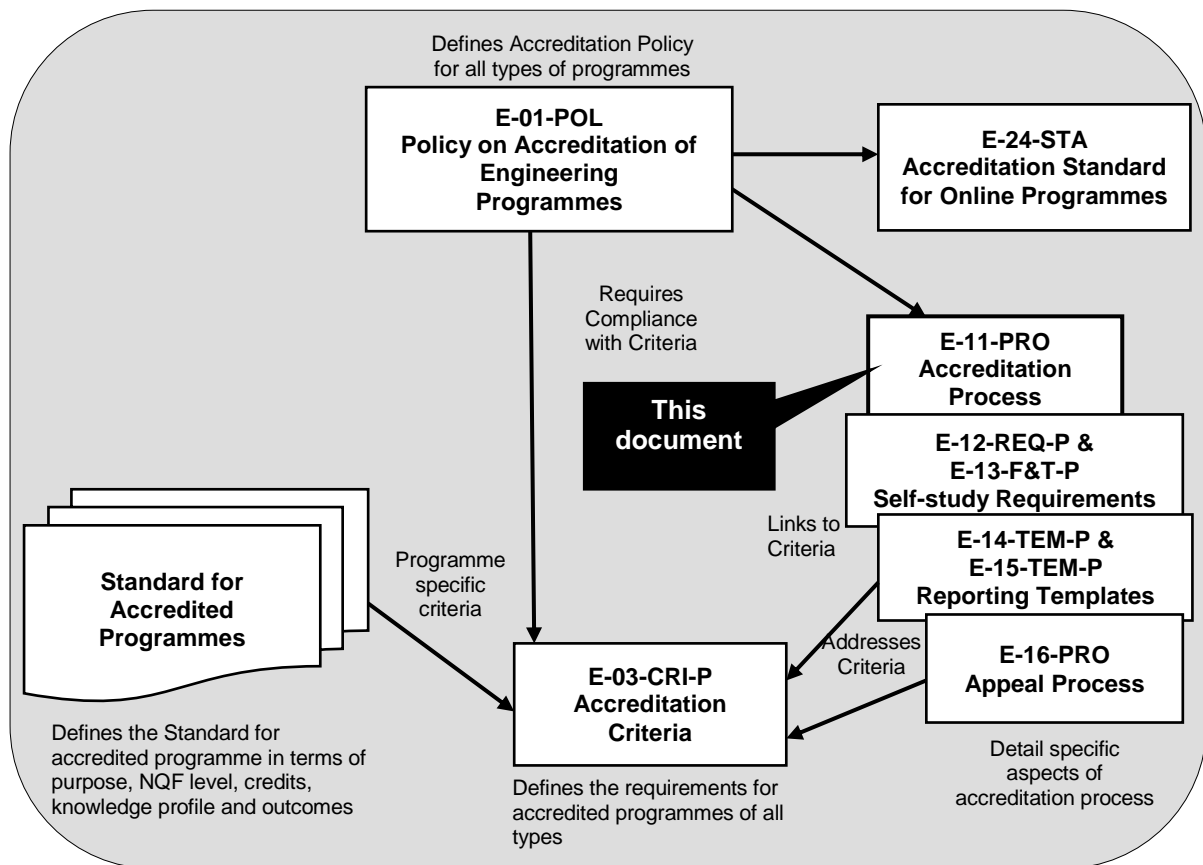 Defines Accreditation Policy
for all types of programmes
E-01-POL
Policy on Accreditation of
Engineering
Programmes
E-24-STA
Accreditation Standard
for Online Programmes
Requires
Compliance
with Criteria
E-11-PRO
Accreditation
Process
This
document
E-12-REQ-P &
E-13-F&T-P
Self-study Requirements
Links to
Criteria
E-14-TEM-P &
E-15-TEM-P
Reporting Templates
Standard for
Accredited
Programmes
Programme
specific
criteria
Addresses
Criteria
E-03-CRI-P
Accreditation
Criteria
E-16-PRO
Appeal Process
Defines the Standard for
accredited programme in terms of
purpose, NQF level, credits,
knowledge profile and outcomes
Defines the requirements for
accredited programmes of all
types
Detail specific
aspects of
accreditation process